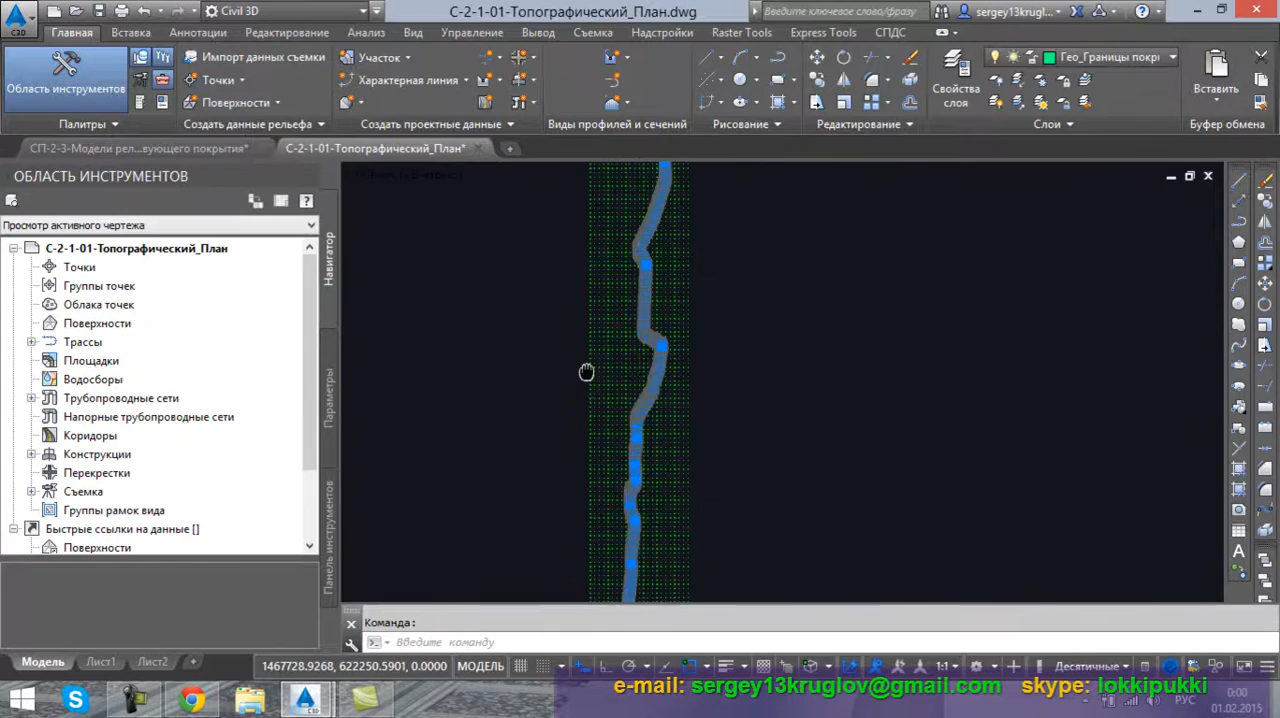 C3D
Civil 3D
С-2-1-01-Топографический_План.dwg
Введите ключевое слово/фразу
sergey13krugl...
Главная
Вставка
Аннотации
Редактирование
Анализ
Вид
Управление
Вывод
Съемка
Надстройки
Raster Tools
Express Tools
СПДС
Область инструментов
Палитры
Импорт данных съемки
Точки
Поверхности
Создать данные рельефа
Участок
Характерная линия
Создать проектные данные
Виды профилей и сечений
Рисование
Редактирование
Свойства
слоя
Гео_Границы покрі
Слои
Вставить
Буфер обмена
СП-2-3-Модели рел...вующего покрытия*
С-2-1-01-Топографический_План*
ОБЛАСТЬ ИНСТРУМЕНТОВ
Просмотр активного чертежа
С-2-1-01-Топографический_План
Точки
Группы точек
Облака точек
Поверхности
Трассы
Площадки
Водосборы
Трубопроводные сети
Напорные трубопроводные сети
Коридоры
Конструкции
Перекрестки
Съемка
Группы рамок вида
Быстрые ссылки на данные []
Поверхности
Навигатор
Параметры
Панель инструментов
Команда:
Введите команду
Модель
Лист1
Лист2
1467728.9268, 622250.5901, 0.0000
МОДЕЛЬ
1:1
Десятичные
e-mail: sergey13kruglov@gmail.com skype: lokkipukki
РУС
0:00
01.02.2015